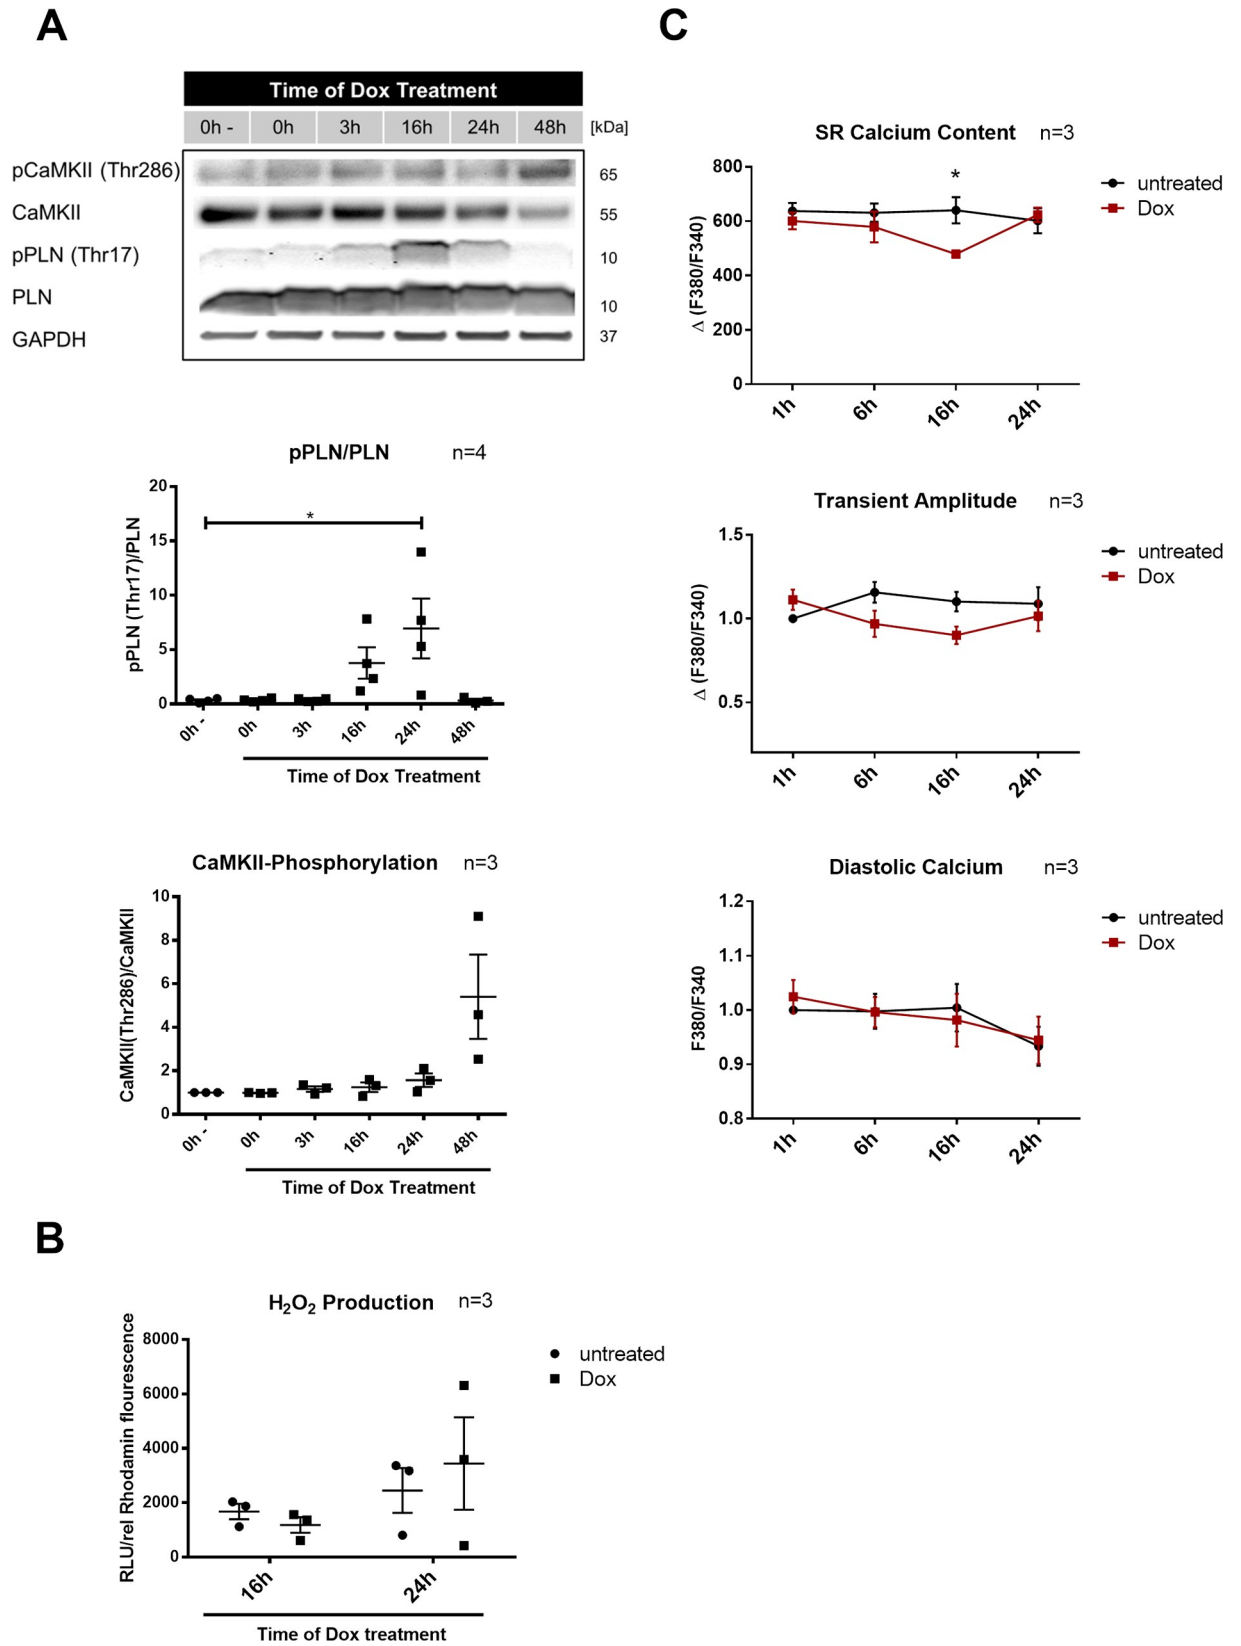 A
Time of Dox Treatment
0h - 0h 3h 16h 24h 48h [kDa]
pCaMKII (Thr286) 65
CaMKII 55
pPLN (Thr17) 10
PLN 10
GAPDH 37
pPLN/PLN n=4
pPLN (Thr17)/PLN
20
15
10
5
0
*
0h - 0h 3h 16h 24h 48h
Time of Dox Treatment
CaMKII-Phosphorylation n=3
CaMKII(Thr286)/CaMKII
10
8
6
4
2
0
0h - 0h 3h 16h 24h 48h
Time of Dox Treatment
B
H₂O₂ Production n=3
RLU/rel Rhodamin flourescence
8000
6000
4000
2000
0
untreated
Dox
16h 24h
Time of Dox treatment
C
SR Calcium Content n=3
Δ (F380/F340)
800
600
400
200
0
*
untreated
Dox
1h 6h 16h 24h
Transient Amplitude n=3
Δ (F380/F340)
1.5
1.0
0.5
untreated
Dox
1h 6h 16h 24h
Diastolic Calcium n=3
F380/F340
1.2
1.1
1.0
0.9
0.8
untreated
Dox
1h 6h 16h 24h